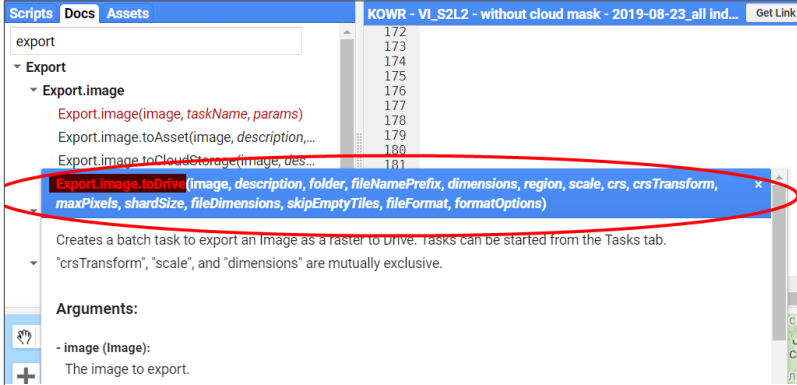 Scripts Docs Assets
export
Export
Export.image
Export.image(image, taskName, params)
Export.image.toAsset(image, description,...
Export.image.toCloudStorage(image, des...
KOWR - VI_S2L2 - without cloud mask - 2019-08-23_all ind...
Get Link
172
173
174
175
176
177
178
179
180
181
Export.image.toDrive(image, description, folder, fileNamePrefix, dimensions, region, scale, crs, crsTransform,
maxPixels, shardSize, fileDimensions, skipEmptyTiles, fileFormat, formatOptions)
×
Creates a batch task to export an Image as a raster to Drive. Tasks can be started from the Tasks tab.
"crsTransform", "scale", and "dimensions" are mutually exclusive.
Arguments:
- image (Image):
The image to export.